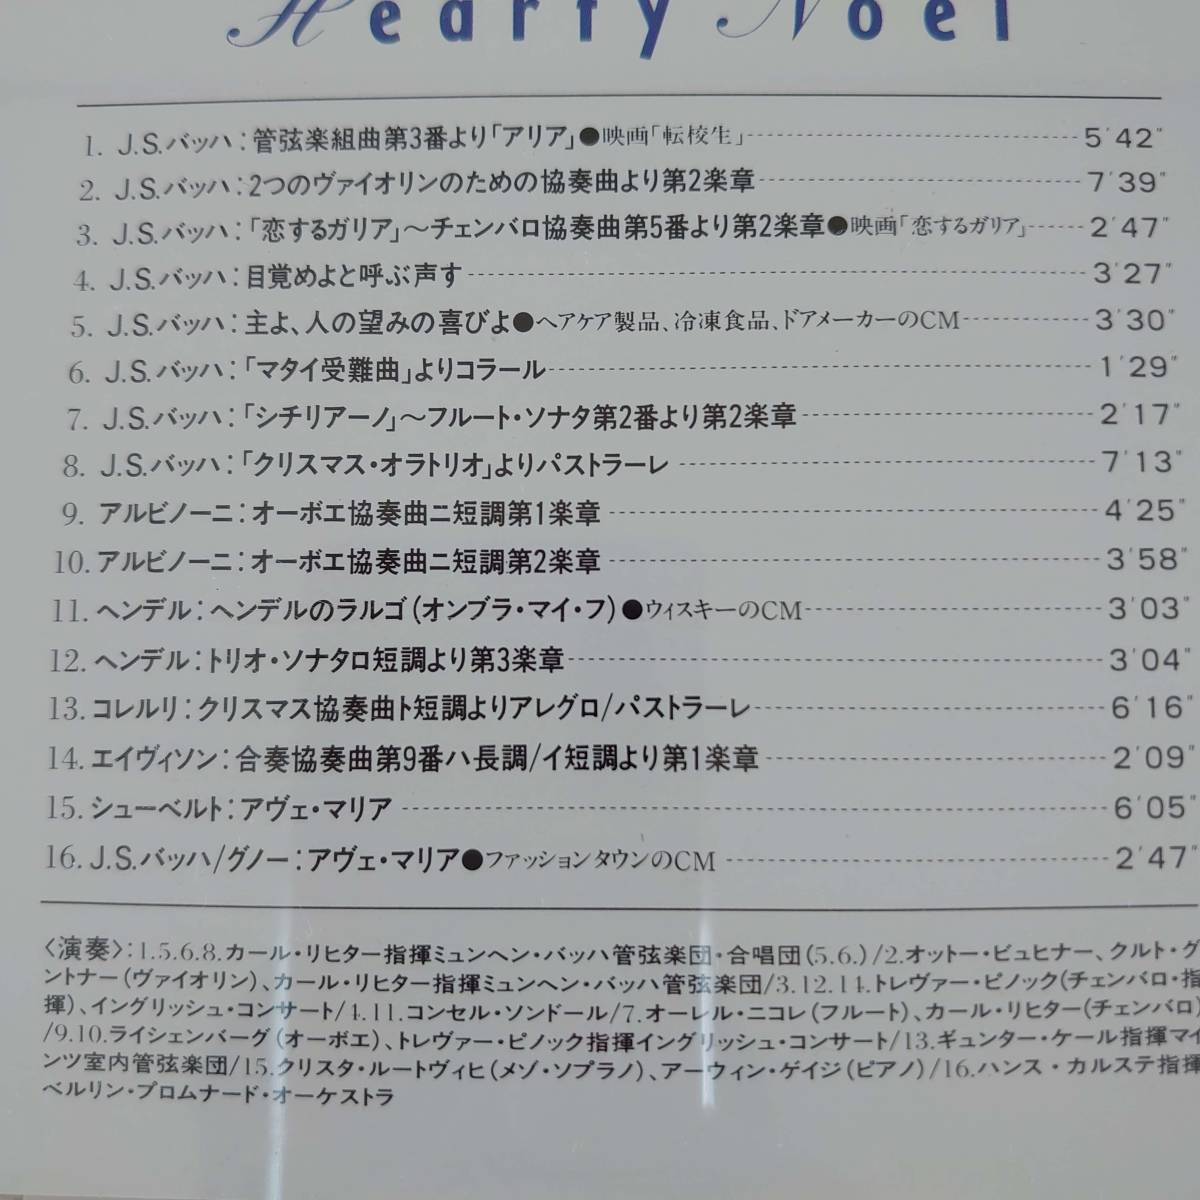 Hearty Noël
1. J.S.バッハ：管弦楽組曲第3番より「アリア」●映画「転校生」 5'42"
2. J.S.バッハ：2つのヴァイオリンのための協奏曲より第2楽章 7'39"
3. J.S.バッハ：「恋するガリア」～チェンバロ協奏曲第5番より第2楽章●映画「恋するガリア」 2'47"
4. J.S.バッハ：目覚めよと呼ぶ声す 3'27"
5. J.S.バッハ：主よ、人の望みの喜びよ●ヘアケア製品、冷凍食品、ドアメーカーのCM 3'30"
6. J.S.バッハ：「マタイ受難曲」よりコラール 1'29"
7. J.S.バッハ：「シチリアーノ」～フルート・ソナタ第2番より第2楽章 2'17"
8. J.S.バッハ：「クリスマス・オラトリオ」よりパストラーレ 7'13"
9. アルビノーニ：オーボエ協奏曲ニ短調第1楽章 4'25"
10. アルビノーニ：オーボエ協奏曲ニ短調第2楽章 3'58"
11. ヘンデル：ヘンデルのラルゴ(オンブラ・マイ・フ)●ウィスキーのCM 3'03"
12. ヘンデル：トリオ・ソナタロ短調より第3楽章 3'04"
13. コレルリ：クリスマス協奏曲ト短調よりアレグロ/パストラーレ 6'16"
14. エイヴィソン：合奏協奏曲第9番ハ長調/イ短調より第1楽章 2'09"
15. シューベルト：アヴェ・マリア 6'05"
16. J.S.バッハ/グノー：アヴェ・マリア●ファッションタウンのCM 2'47"
〈演奏〉：1.5.6.8.カール・リヒター指揮ミュンヘン・バッハ管弦楽団・合唱団(5.6.)/2.オットー・ビュヒナー、クルト・グ
ントナー(ヴァイオリン)、カール・リヒター指揮ミュンヘン・バッハ管弦楽団/3.12.14.トレヴァー・ピノック(チェンバロ・指
揮)、イングリッシュ・コンサート/4.11.コンセル・ソンドール/7.オーレル・ニコレ(フルート)、カール・リヒター(チェンバロ)
/9.10.ライシェンバーグ(オーボエ)、トレヴァー・ピノック指揮イングリッシュ・コンサート/13.ギュンター・ケール指揮マイ
ンツ室内管弦楽団/15.クリスタ・ルートヴィヒ(メゾ・ソプラノ)、アーウィン・ゲイジ(ピアノ)/16.ハンス・カルステ指揮
ベルリン・プロムナード・オーケストラ